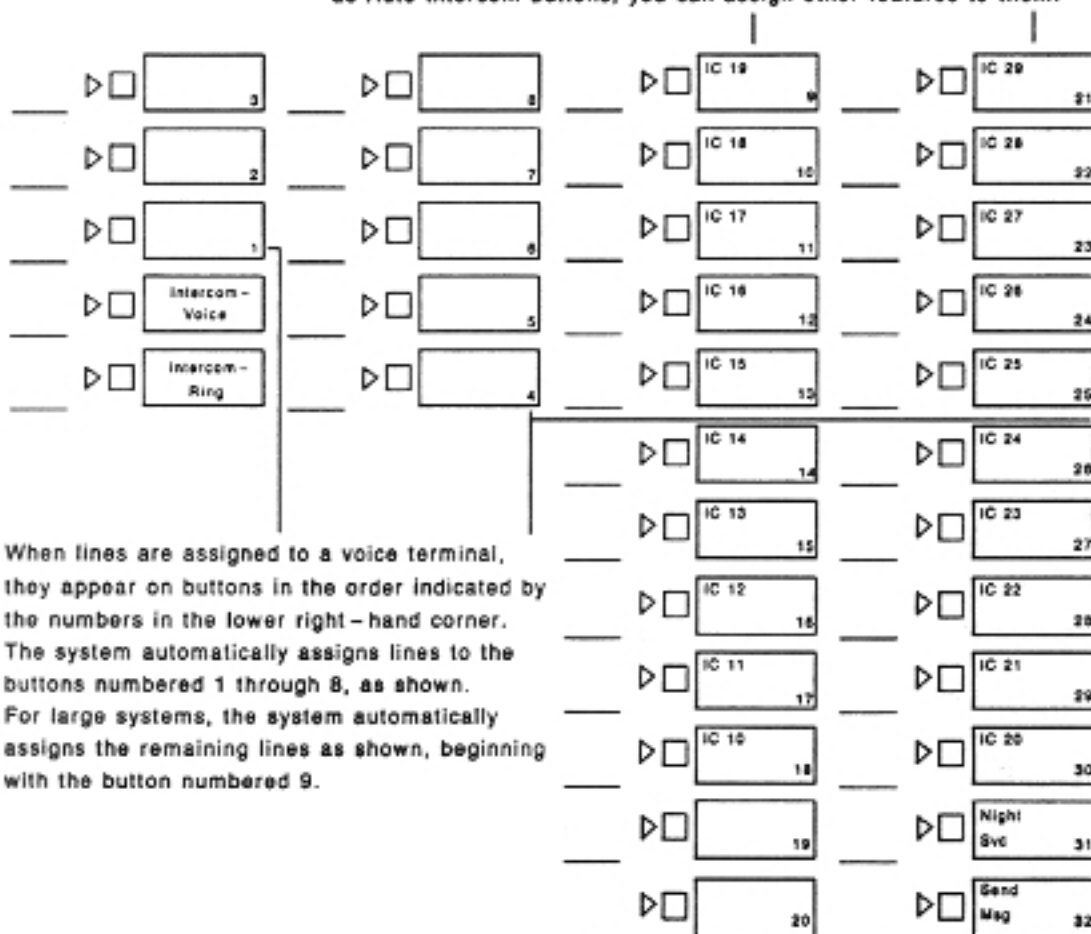 as Auto Intercom buttons, you can assign other features to them.
3
8
IC 19
9
IC 29
21
2
7
IC 18
10
IC 28
22
1
6
IC 17
11
IC 27
23
Intercom-
Voice
5
IC 16
12
IC 26
24
Intercom-
Ring
4
IC 15
13
IC 25
25
IC 14
14
IC 24
26
IC 13
15
IC 23
27
IC 12
16
IC 22
28
IC 11
17
IC 21
29
IC 10
18
IC 20
30
19
Night
Svc
31
20
Send
Msg
32
When lines are assigned to a voice terminal,
they appear on buttons in the order indicated by
the numbers in the lower right-hand corner.
The system automatically assigns lines to the
buttons numbered 1 through 8, as shown.
For large systems, the system automatically
assigns the remaining lines as shown, beginning
with the button numbered 9.